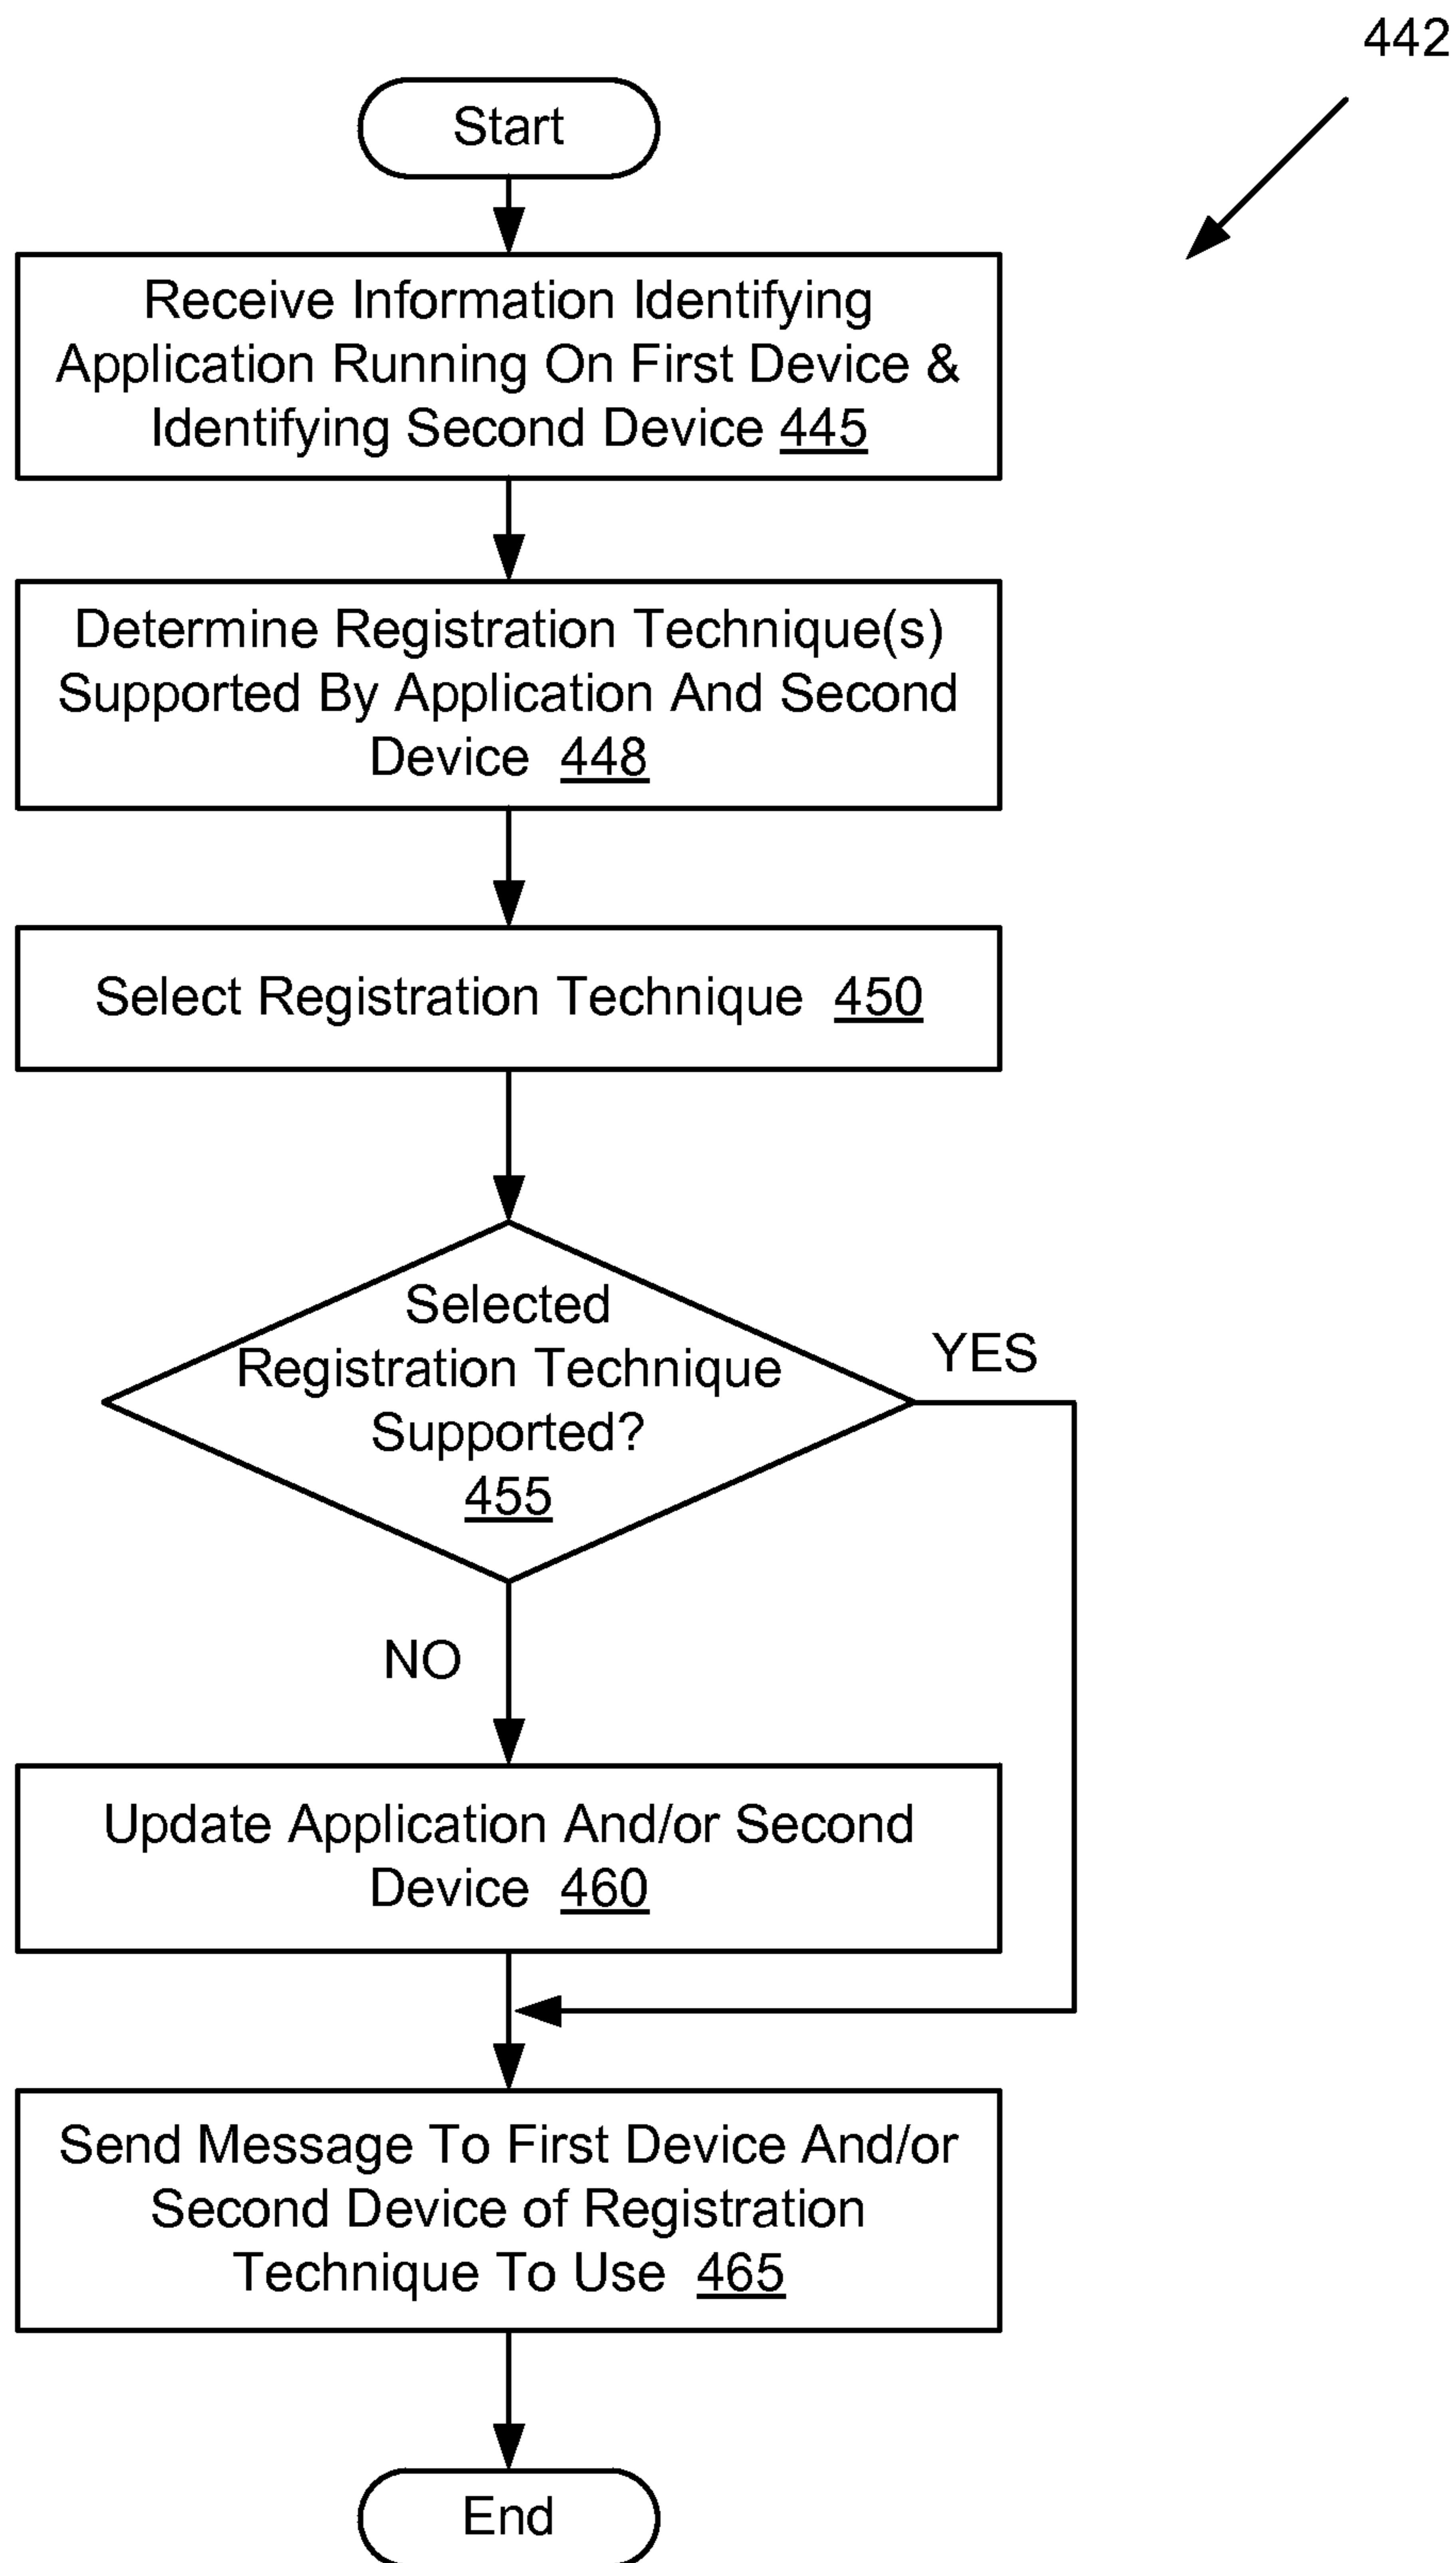 442
Start
Receive Information Identifying
Application Running On First Device &
Identifying Second Device 445
Determine Registration Technique(s)
Supported By Application And Second
Device 448
Select Registration Technique 450
Selected
Registration Technique
Supported?
455
YES
NO
Update Application And/or Second
Device 460
Send Message To First Device And/or
Second Device of Registration
Technique To Use 465
End